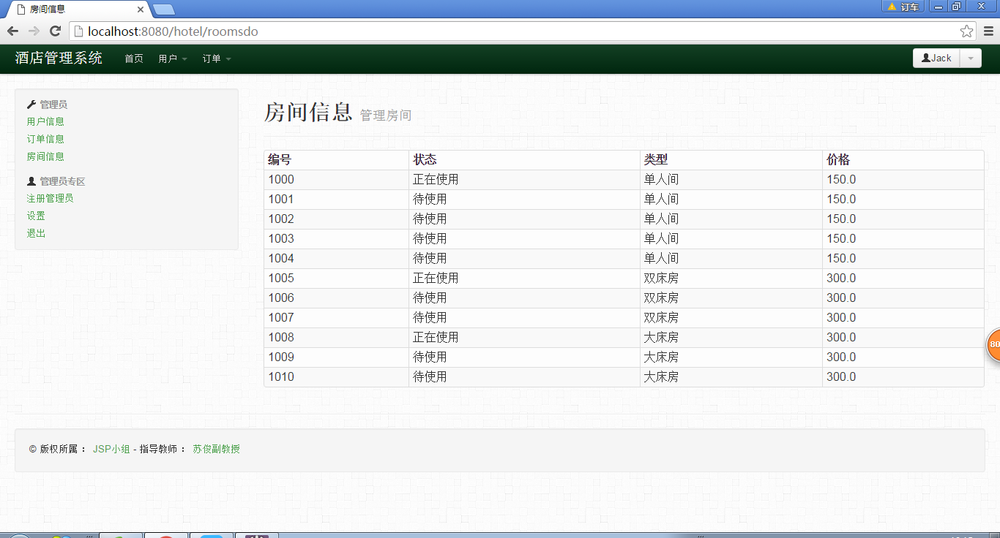 房间信息
订车
localhost:8080/hotel/roomsdo
酒店管理系统 首页 用户 订单 Jack
管理员
用户信息
订单信息
房间信息
管理员专区
注册管理员
设置
退出
房间信息 管理房间
编号 状态 类型 价格
1000 正在使用 单人间 150.0
1001 待使用 单人间 150.0
1002 待使用 单人间 150.0
1003 待使用 单人间 150.0
1004 待使用 单人间 150.0
1005 正在使用 双床房 300.0
1006 待使用 双床房 300.0
1007 待使用 双床房 300.0
1008 正在使用 大床房 300.0
1009 待使用 大床房 300.0
1010 待使用 大床房 300.0
80
© 版权所属： JSP小组 - 指导教师： 苏俊副教授